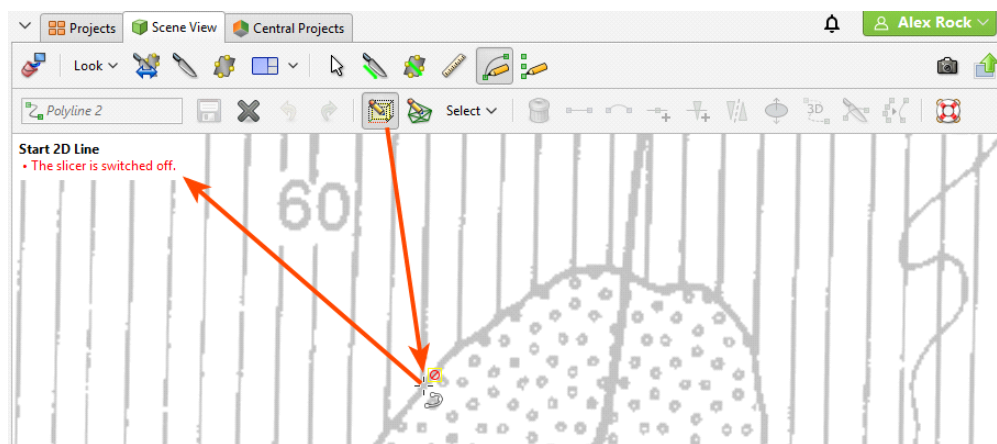 Projects
Scene View
Central Projects
Alex Rock
Look
Polyline 2
Select
3D
Start 2D Line
• The slicer is switched off.
60